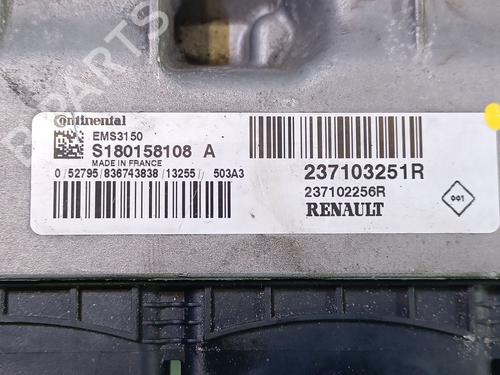 Continental
EMS3150
S180158108 A
MADE IN FRANCE
0/52795/836743838/13255// 503A3
237103251R
237102256R
RENAULT
001
B PARTS